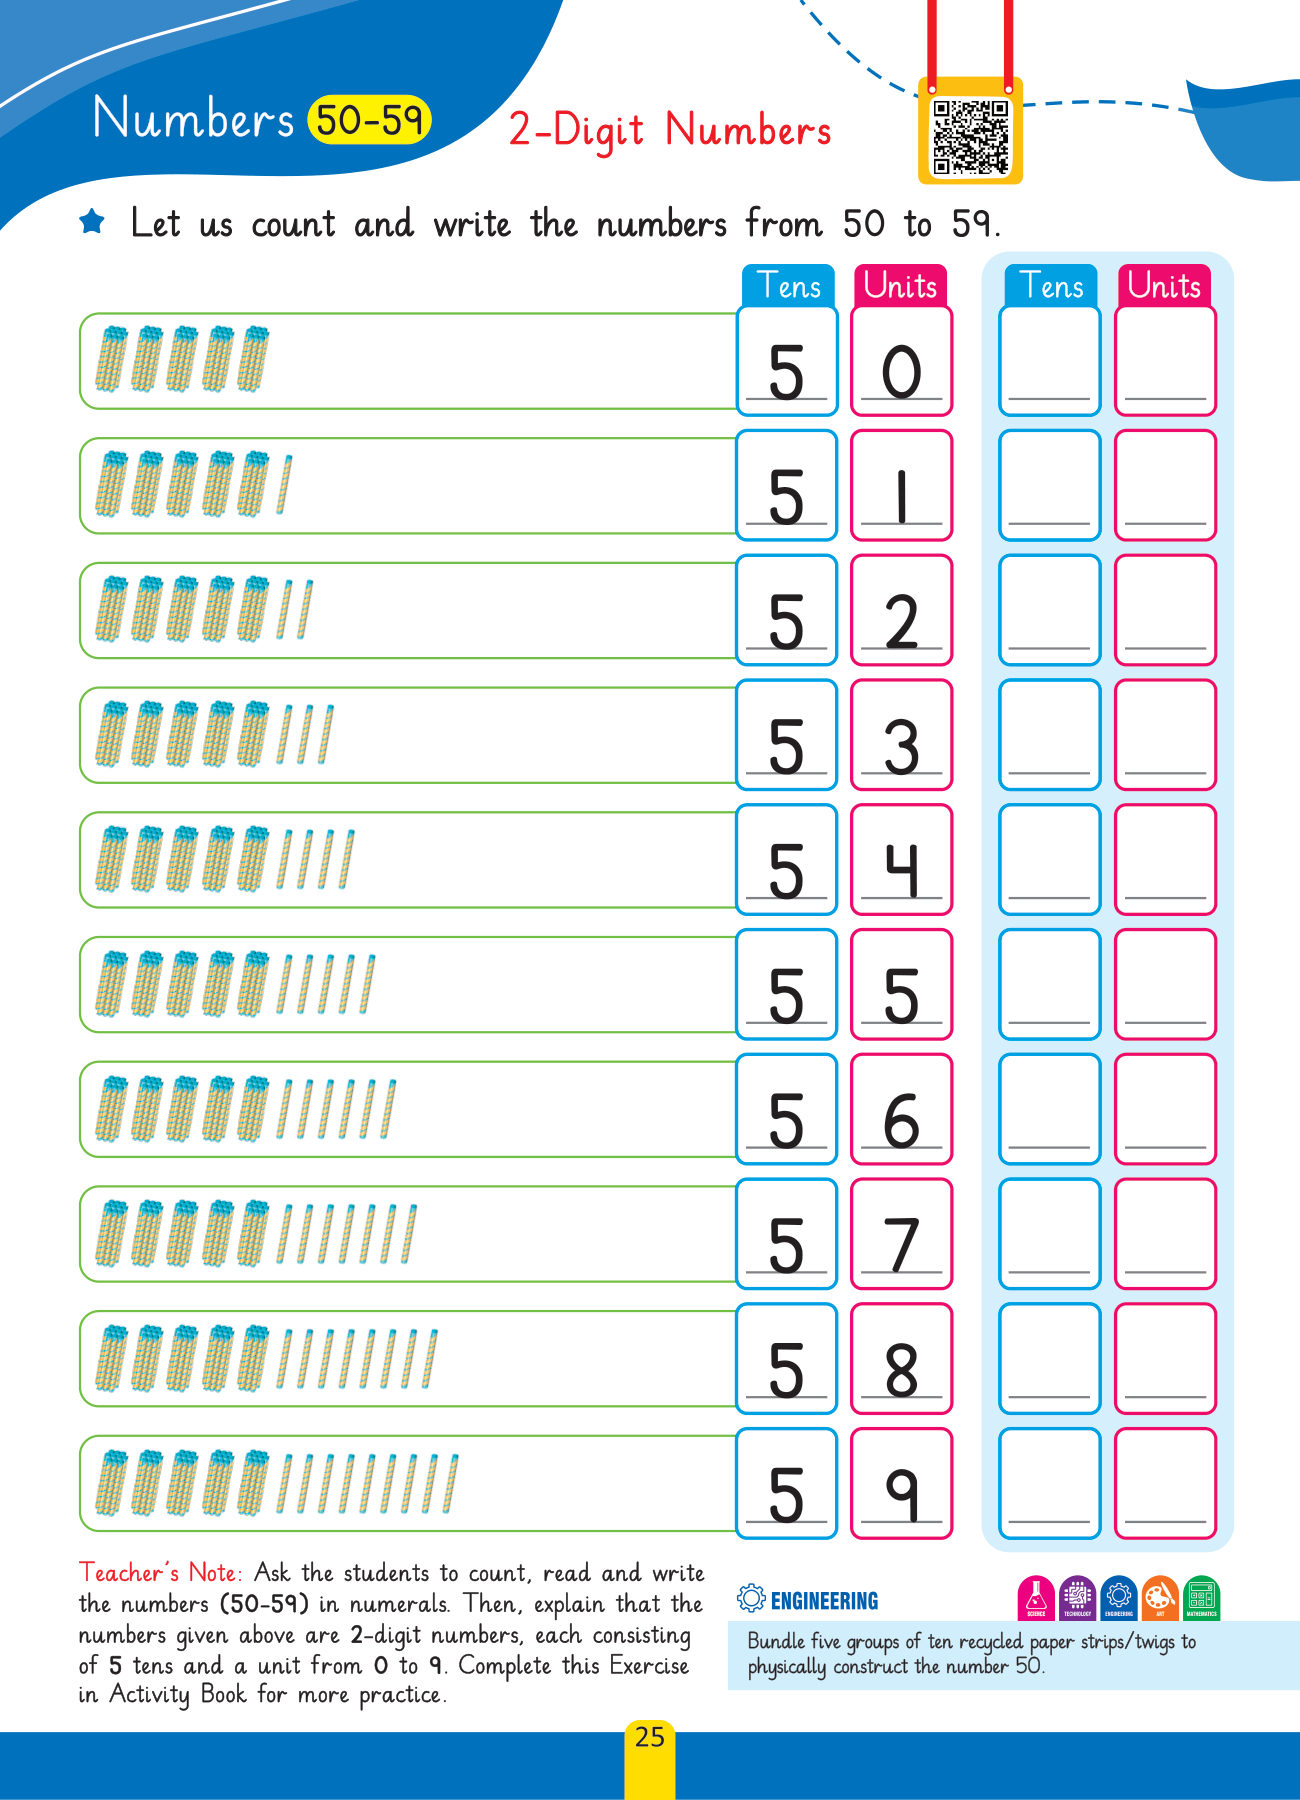 Numbers 50-59
2-Digit Numbers
Let us count and write the numbers from 50 to 59.
Tens Units Tens Units
5 0
5 1
5 2
5 3
5 4
5 5
5 6
5 7
5 8
5 9
Teacher's Note: Ask the students to count, read and write
the numbers (50-59) in numerals. Then, explain that the
numbers given above are 2-digit numbers, each consisting
of 5 tens and a unit from 0 to 9. Complete this Exercise
in Activity Book for more practice.
ENGINEERING
SCIENCE TECHNOLOGY ENGINEERING ART MATHEMATICS
Bundle five groups of ten recycled paper strips/twigs to
physically construct the number 50.
25